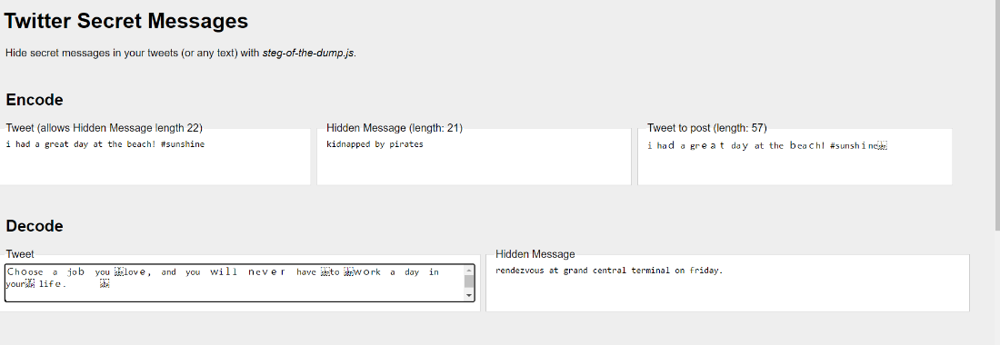 Twitter Secret Messages
Hide secret messages in your tweets (or any text) with steg-of-the-dump.js.
Encode
Tweet (allows Hidden Message length 22)
i had a great day at the beach! #sunshine
Hidden Message (length: 21)
kidnapped by pirates
Tweet to post (length: 57)
i had a great day at the beach! #sunshine
Decode
Tweet
Choose a job you love, and you will never have to work a day in
your life.
Hidden Message
rendezvous at grand central terminal on friday.